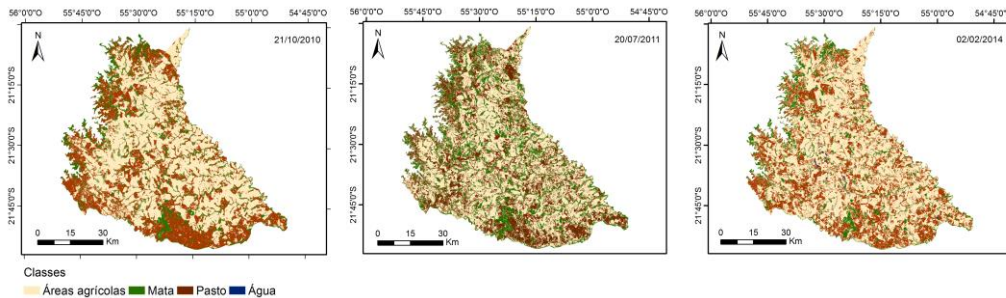 56°0'0"O 55°45'0"O 55°30'0"O 55°15'0"O 55°0'0"O 54°45'0"O
N
21/10/2010
21°15'0"S
21°30'0"S
21°45'0"S
0 15 30
Km
56°0'0"O 55°45'0"O 55°30'0"O 55°15'0"O 55°0'0"O 54°45'0"O
N
20/07/2011
21°15'0"S
21°30'0"S
21°45'0"S
0 15 30
Km
56°0'0"O 55°45'0"O 55°30'0"O 55°15'0"O 55°0'0"O 54°45'0"O
N
02/02/2014
21°15'0"S
21°30'0"S
21°45'0"S
0 15 30
Km
Classes
Áreas agrícolas Mata Pasto Água